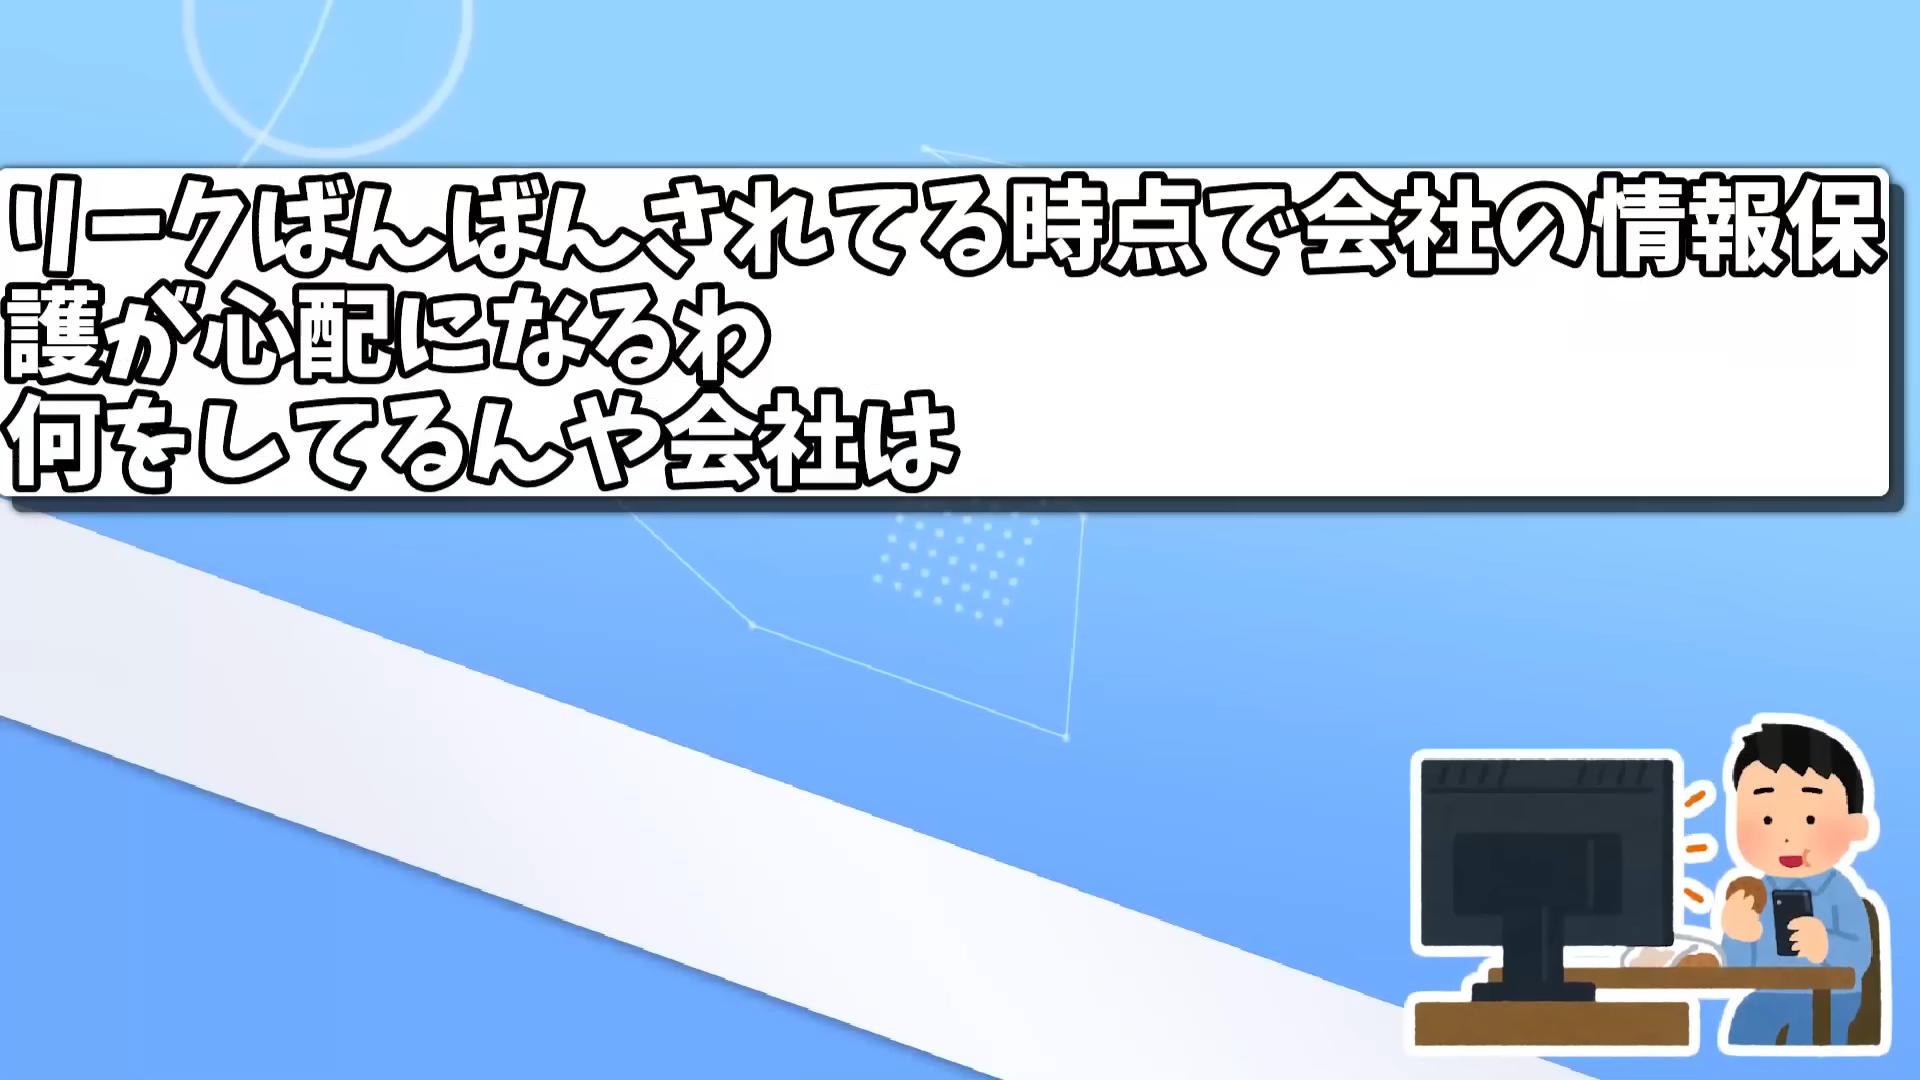 リークばんばんされてる時点で会社の情報保
護が心配になるわ
何をしてるんや会社は